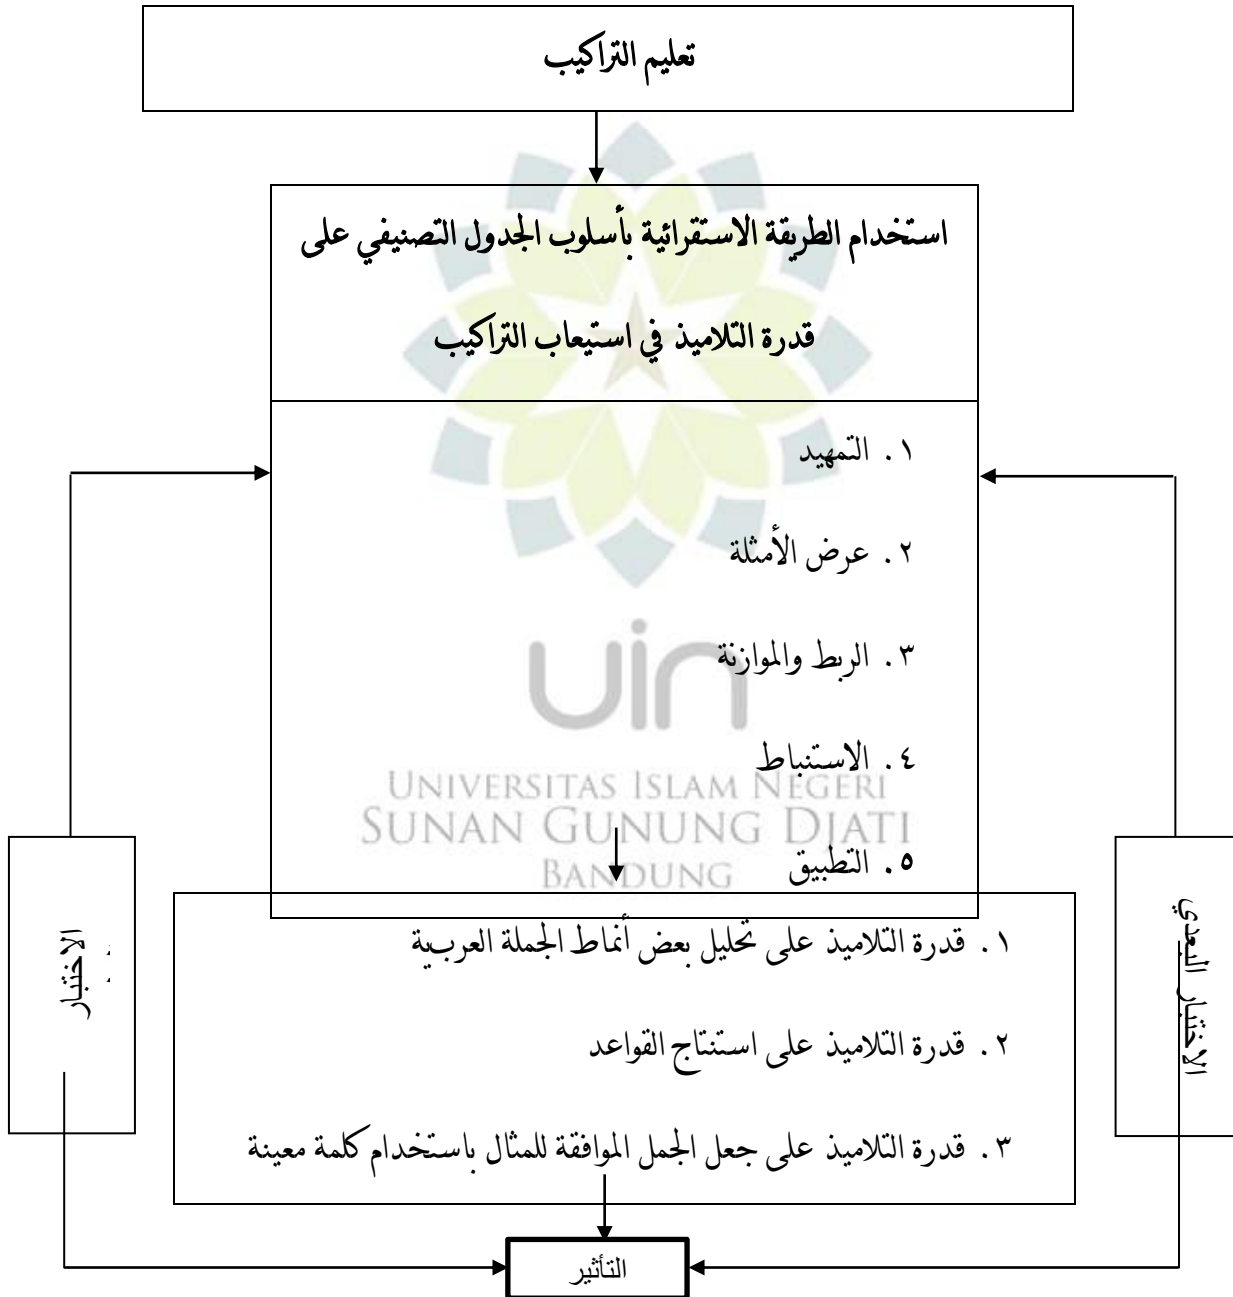 تعليم التراكيب
استخدام الطريقة الاستقرائية بأسلوب الجدول التصنيفي على
قدرة التلاميذ في استيعاب التراكيب
١. التمهيد
٢. عرض الأمثلة
٣. الربط والموازنة
٤. الاستنباط
٥. التطبيق
uin
UNIVERSITAS ISLAM NEGERI
SUNAN GUNUNG DJATI
BANDUNG
الاختبار البعدي
الاختبار
١. قدرة التلاميذ على تحليل بعض أنماط الجملة العربية
٢. قدرة التلاميذ على استنتاج القواعد
٣. قدرة التلاميذ على جعل الجمل الموافقة للمثال باستخدام كلمة معينة
التأثير